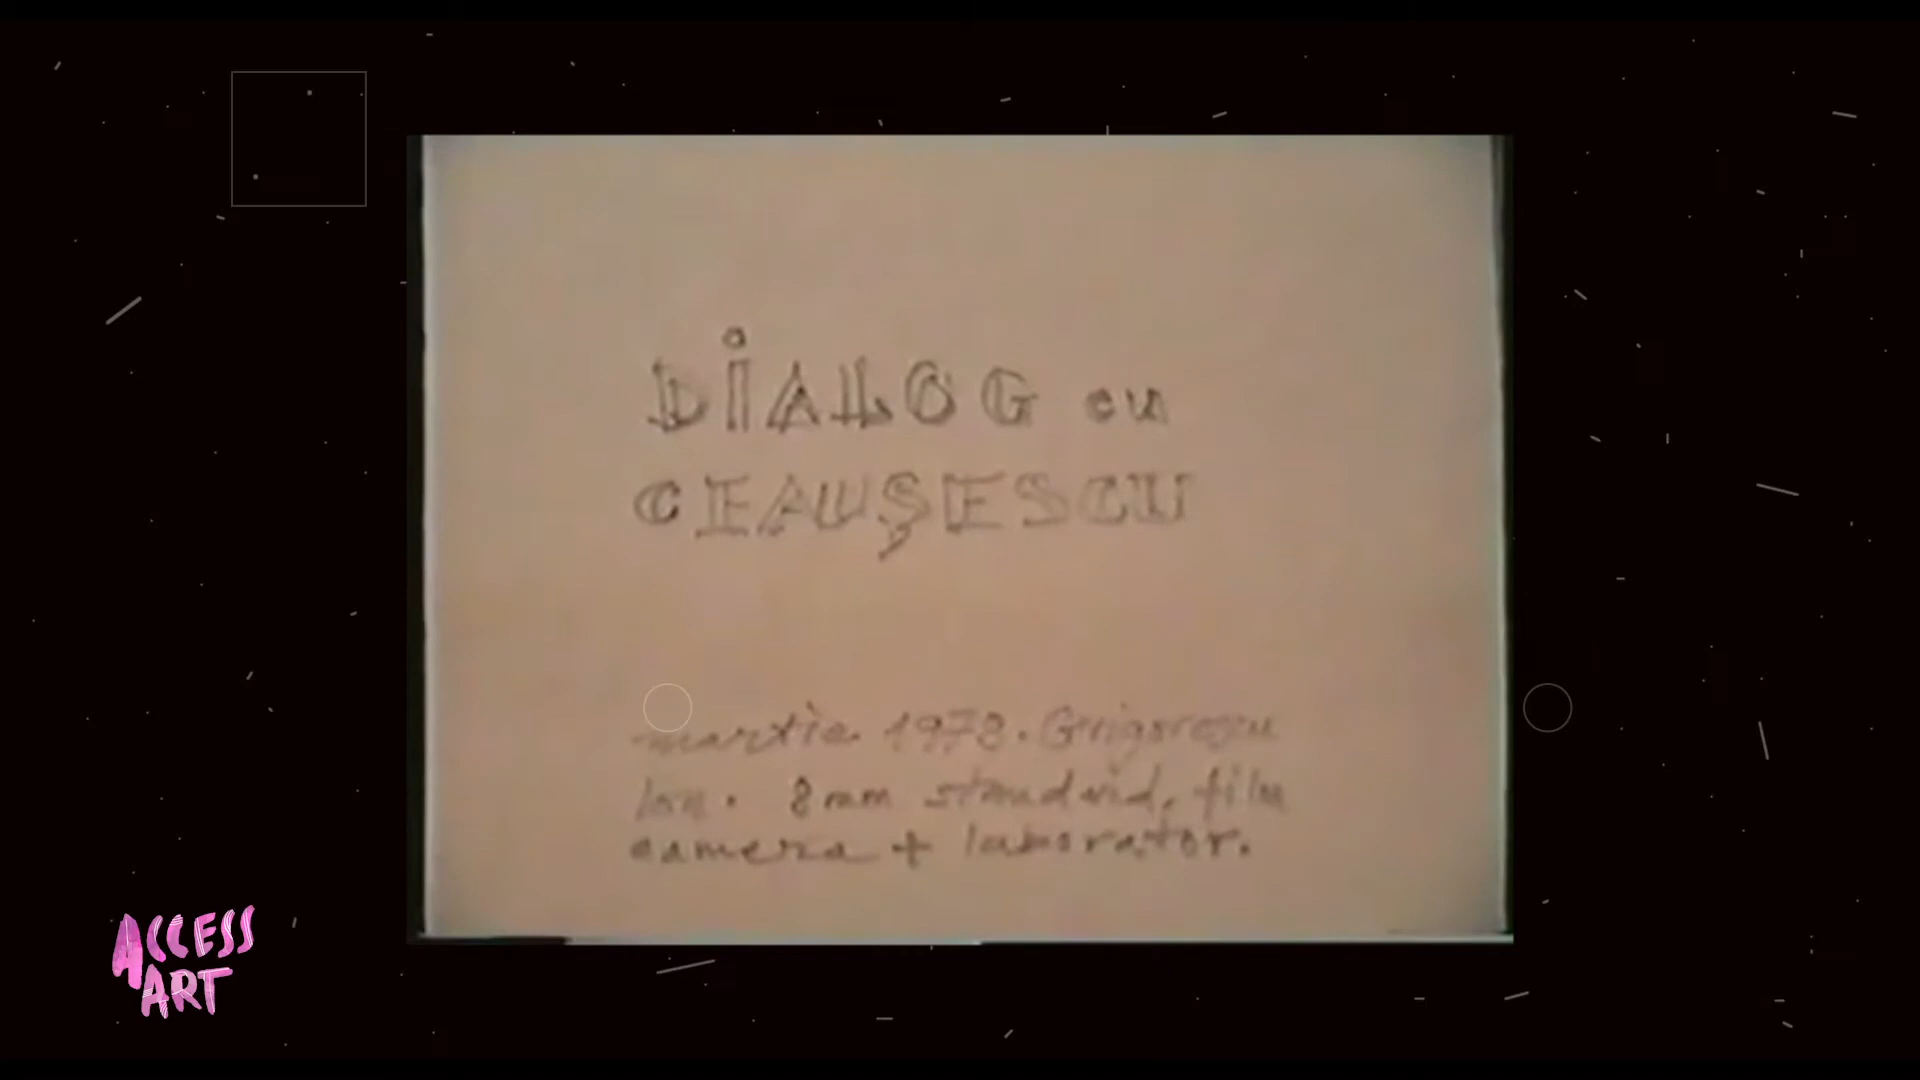 DiALOG cu
CEAUŞESCU
martie 1978. Grigorescu
Ion. 8mm standard, film
camera + laborator.
ACCESS
ART